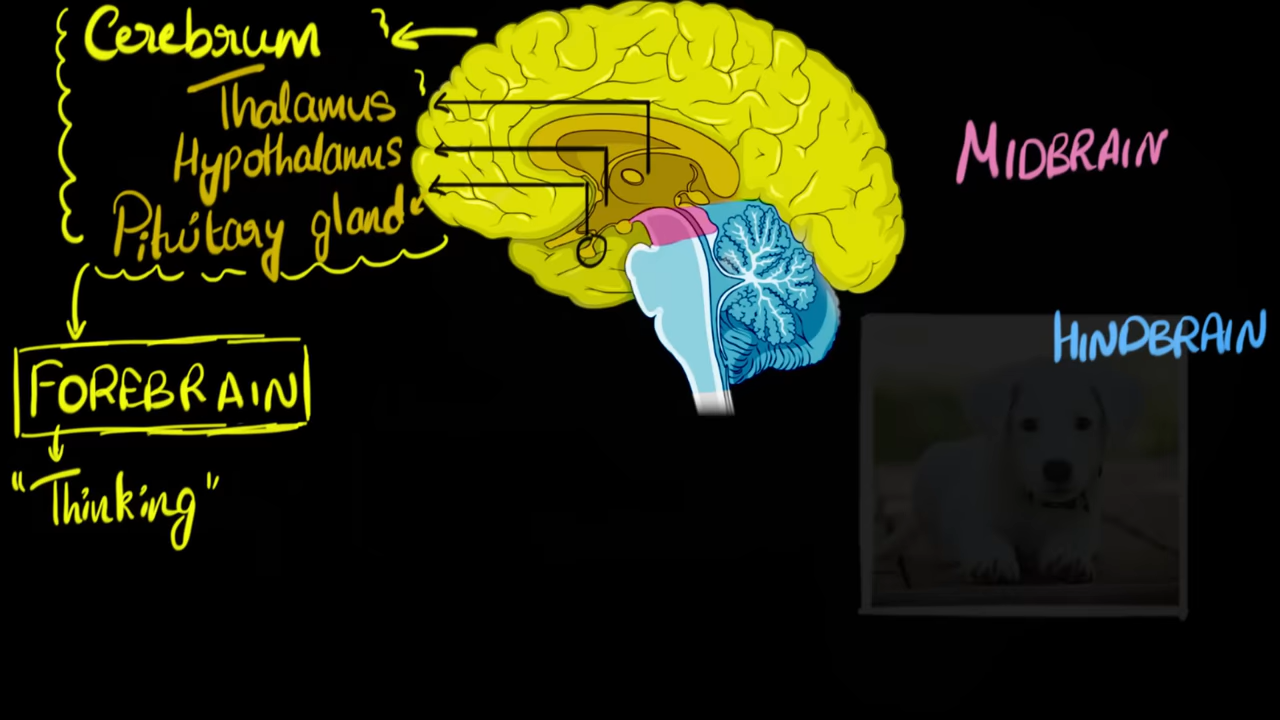 Cerebrum
Thalamus
Hypothalamus
Pituitary gland
FOREBRAIN
"Thinking"
MIDBRAIN
HINDBRAIN